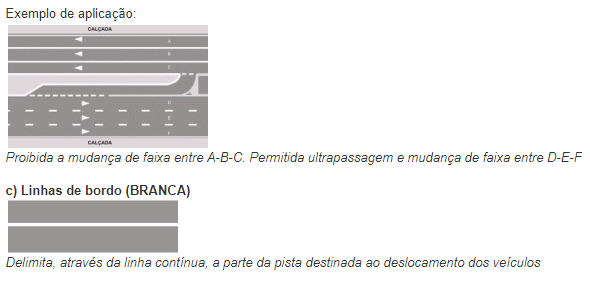 Exemplo de aplicação:
CALÇADA
A
B
C
D
E
F
CALÇADA
Proibida a mudança de faixa entre A-B-C. Permitida ultrapassagem e mudança de faixa entre D-E-F
c) Linhas de bordo (BRANCA)
Delimita, através da linha contínua, a parte da pista destinada ao deslocamento dos veículos